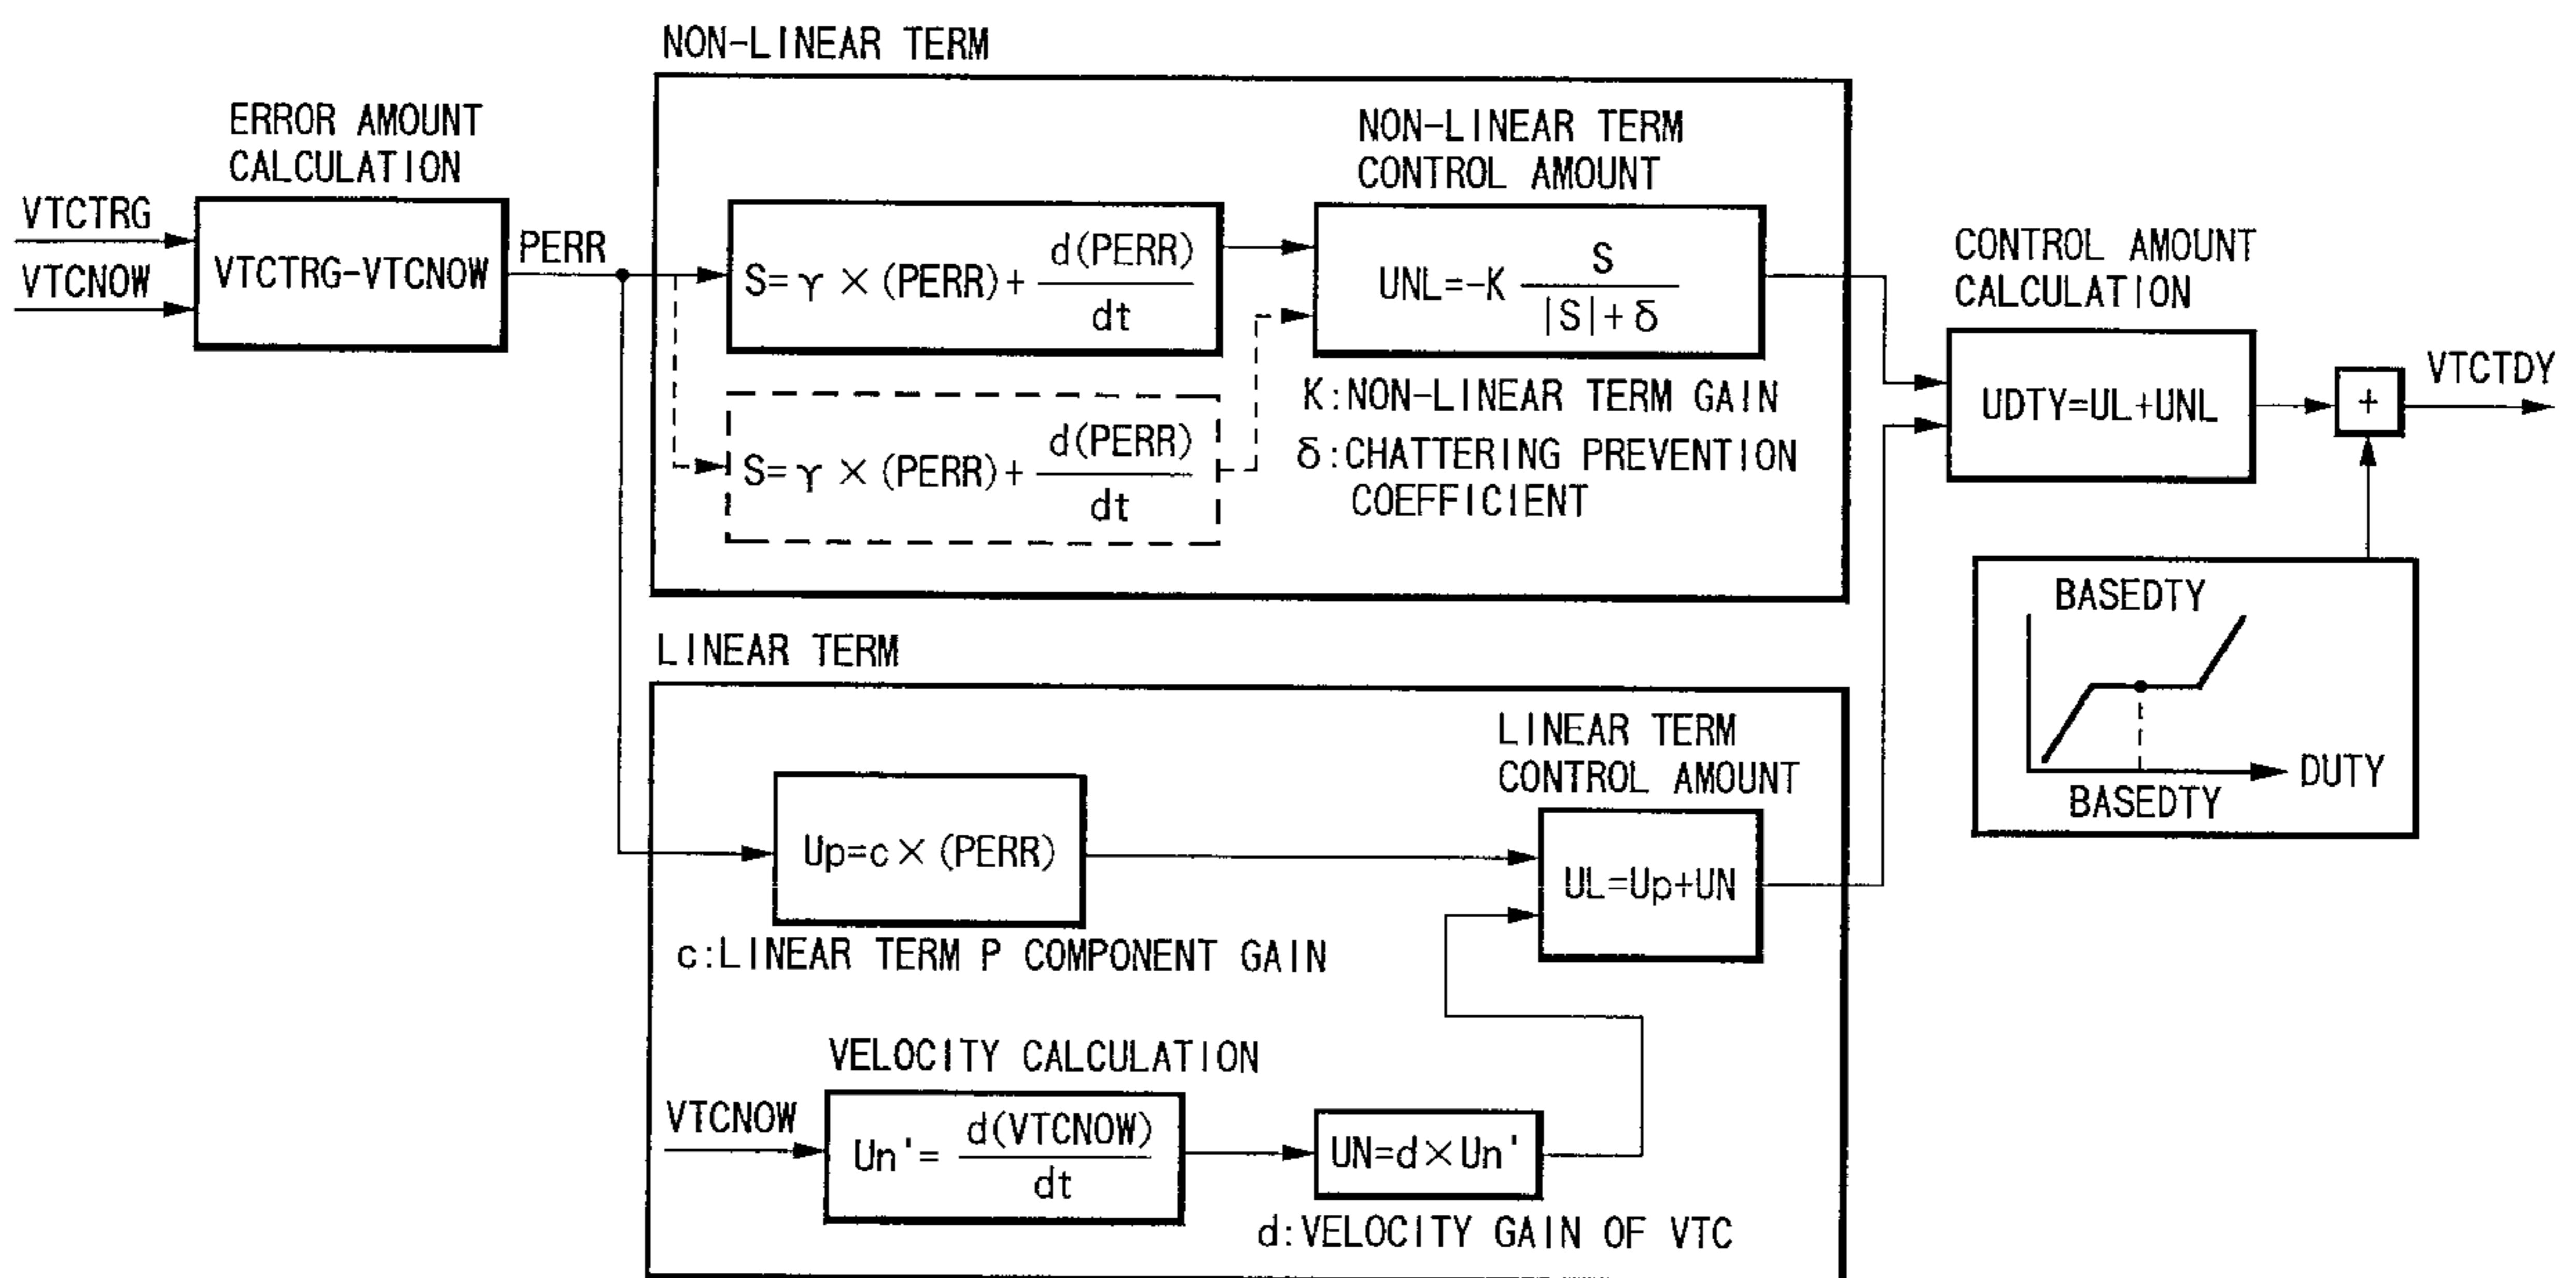 NON-LINEAR TERM
ERROR AMOUNT
CALCULATION
VTCTRG
VTCNOW
VTCTRG-VTCNOW
PERR
S= γ × (PERR)+ d(PERR)/dt
NON-LINEAR TERM
CONTROL AMOUNT
UNL=-K S/|S|+δ
K:NON-LINEAR TERM GAIN
δ:CHATTERING PREVENTION
COEFFICIENT
S= γ × (PERR)+ d(PERR)/dt
CONTROL AMOUNT
CALCULATION
UDTY=UL+UNL
+
VTCTDY
BASEDTY
DUTY
BASEDTY
LINEAR TERM
Up=c× (PERR)
c:LINEAR TERM P COMPONENT GAIN
LINEAR TERM
CONTROL AMOUNT
UL=Up+UN
VELOCITY CALCULATION
VTCNOW
Un'= d(VTCNOW)/dt
UN=d×Un'
d:VELOCITY GAIN OF VTC